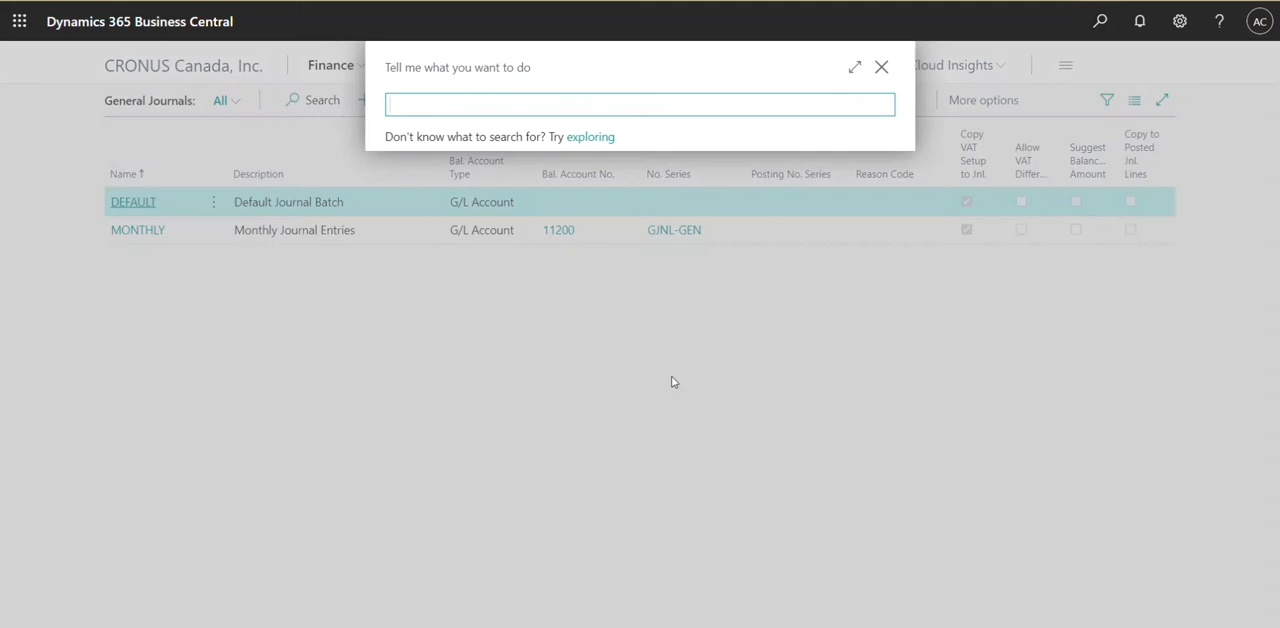 Dynamics 365 Business Central
?
AC
CRONUS Canada, Inc.
Finance
Cloud Insights
General Journals:
All
Search
More options
Tell me what you want to do
Don't know what to search for? Try exploring
Name ↑
Description
Bal. Account
Type
Bal. Account No.
No. Series
Posting No. Series
Reason Code
Copy
VAT
Setup
to Jnl.
Allow
VAT
Differ...
Suggest
Balanc...
Amount
Copy to
Posted
Jnl.
Lines
DEFAULT
Default Journal Batch
G/L Account
MONTHLY
Monthly Journal Entries
G/L Account
11200
GJNL-GEN